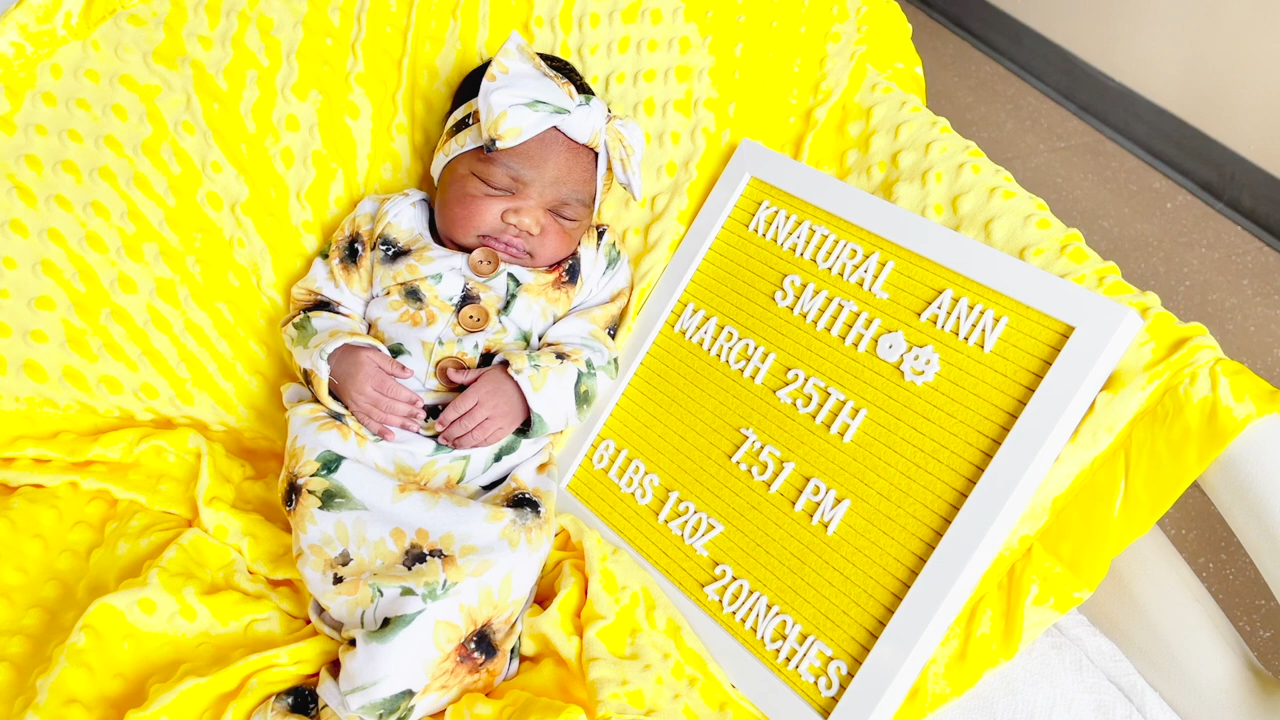 KNATURAL ANN
SMITH
MARCH 25TH
7:51 PM
6LBS 12OZ
20INCHES